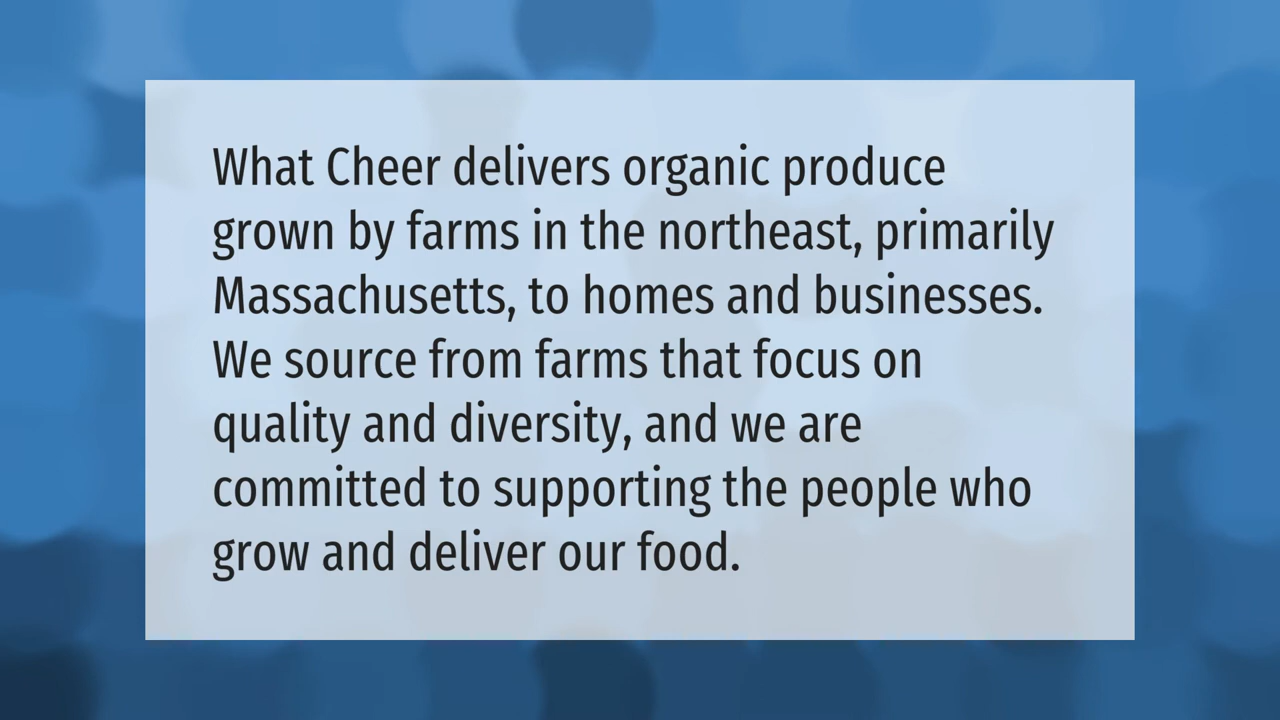 What Cheer delivers organic produce
grown by farms in the northeast, primarily
Massachusetts, to homes and businesses.
We source from farms that focus on
quality and diversity, and we are
committed to supporting the people who
grow and deliver our food.